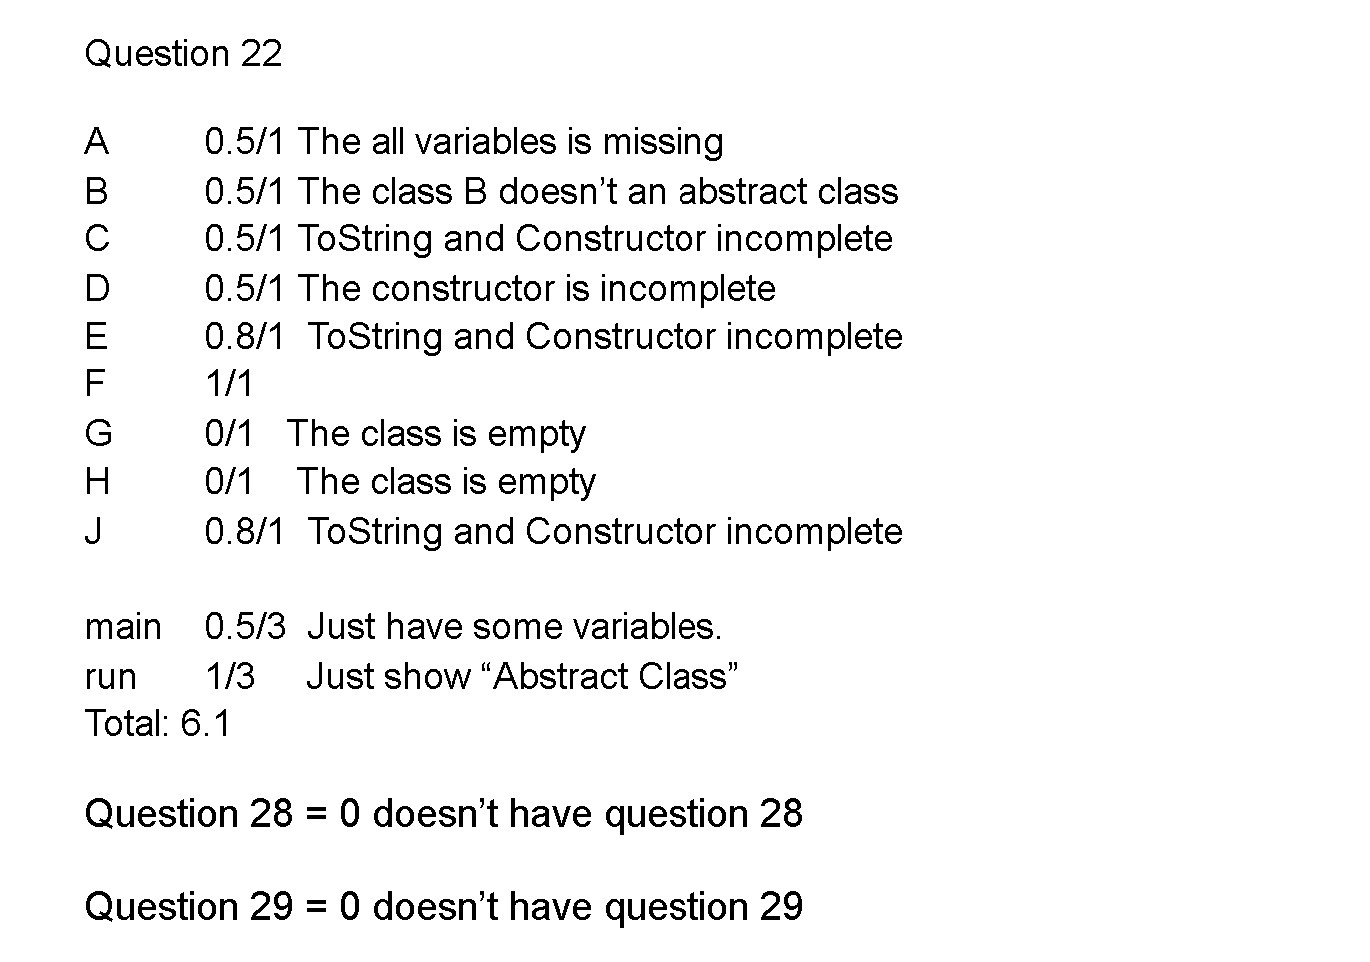 Question 22
A 0.5/1 The all variables is missing
B 0.5/1 The class B doesn’t an abstract class
C 0.5/1 ToString and Constructor incomplete
D 0.5/1 The constructor is incomplete
E 0.8/1 ToString and Constructor incomplete
F 1/1
G 0/1 The class is empty
H 0/1 The class is empty
J 0.8/1 ToString and Constructor incomplete
main 0.5/3 Just have some variables.
run 1/3 Just show “Abstract Class”
Total: 6.1
Question 28 = 0 doesn’t have question 28
Question 29 = 0 doesn’t have question 29